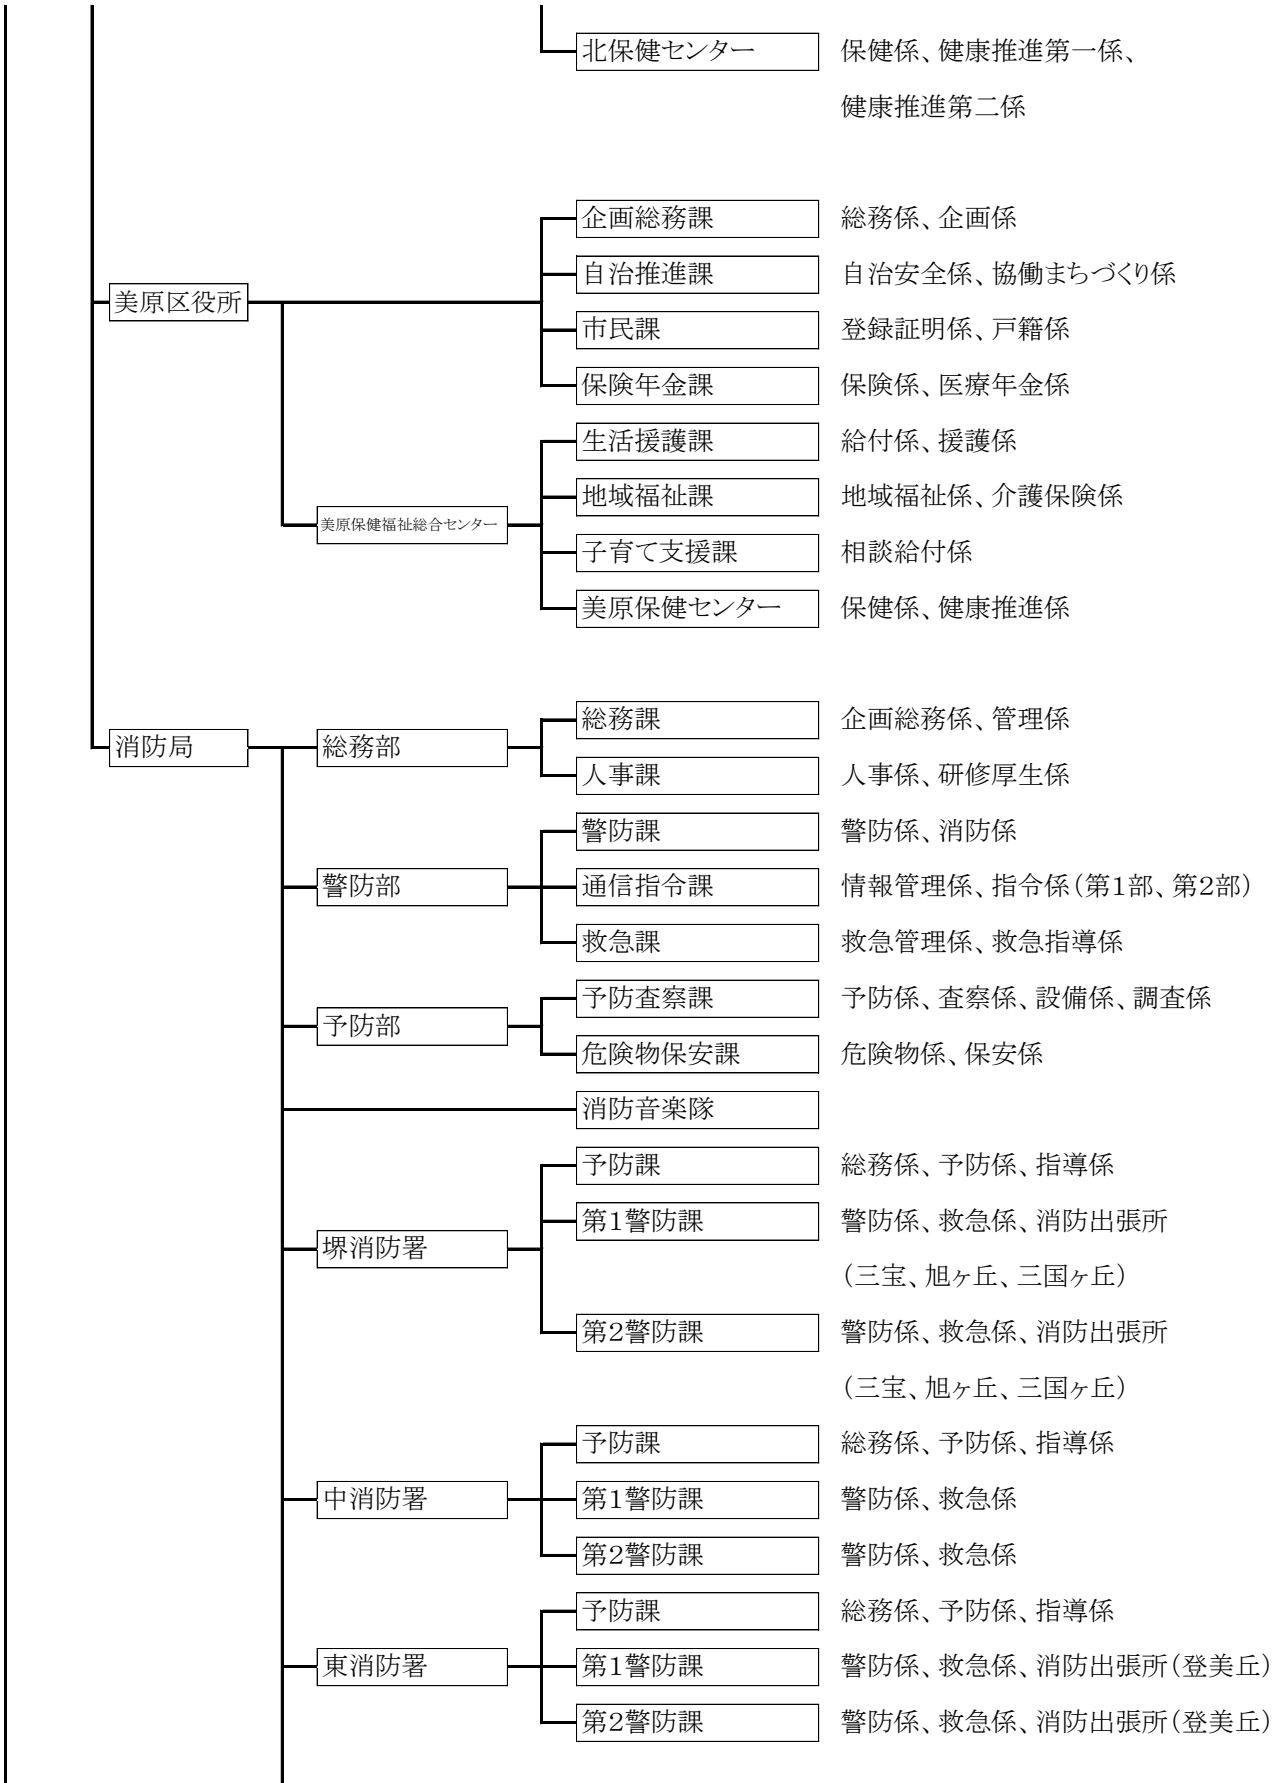 北保健センター 保健係、健康推進第一係、
健康推進第二係
企画総務課 総務係、企画係
自治推進課 自治安全係、協働まちづくり係
美原区役所
市民課 登録証明係、戸籍係
保険年金課 保険係、医療年金係
生活援護課 給付係、援護係
地域福祉課 地域福祉係、介護保険係
美原保健福祉総合センター
子育て支援課 相談給付係
美原保健センター 保健係、健康推進係
総務課 企画総務係、管理係
消防局 総務部
人事課 人事係、研修厚生係
警防課 警防係、消防係
警防部 通信指令課 情報管理係、指令係(第1部、第2部)
救急課 救急管理係、救急指導係
予防査察課 予防係、査察係、設備係、調査係
予防部
危険物保安課 危険物係、保安係
消防音楽隊
予防課 総務係、予防係、指導係
第1警防課 警防係、救急係、消防出張所
堺消防署
(三宝、旭ヶ丘、三国ヶ丘)
第2警防課 警防係、救急係、消防出張所
(三宝、旭ヶ丘、三国ヶ丘)
予防課 総務係、予防係、指導係
中消防署 第1警防課 警防係、救急係
第2警防課 警防係、救急係
予防課 総務係、予防係、指導係
東消防署 第1警防課 警防係、救急係、消防出張所(登美丘)
第2警防課 警防係、救急係、消防出張所(登美丘)